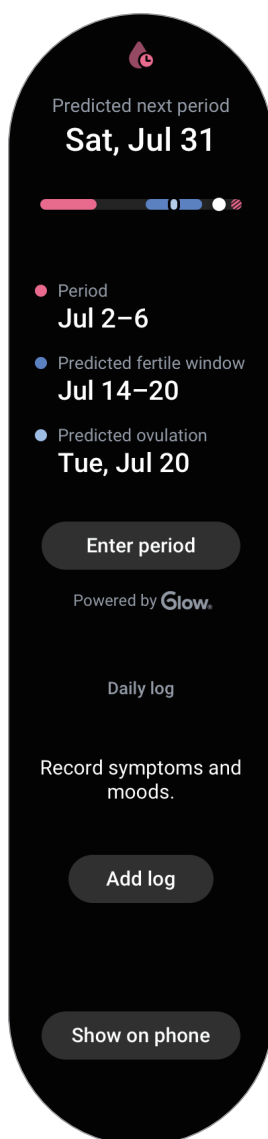 Predicted next period
Sat, Jul 31
Period
Jul 2–6
Predicted fertile window
Jul 14–20
Predicted ovulation
Tue, Jul 20
Enter period
Powered by Glow.
Daily log
Record symptoms and
moods.
Add log
Show on phone